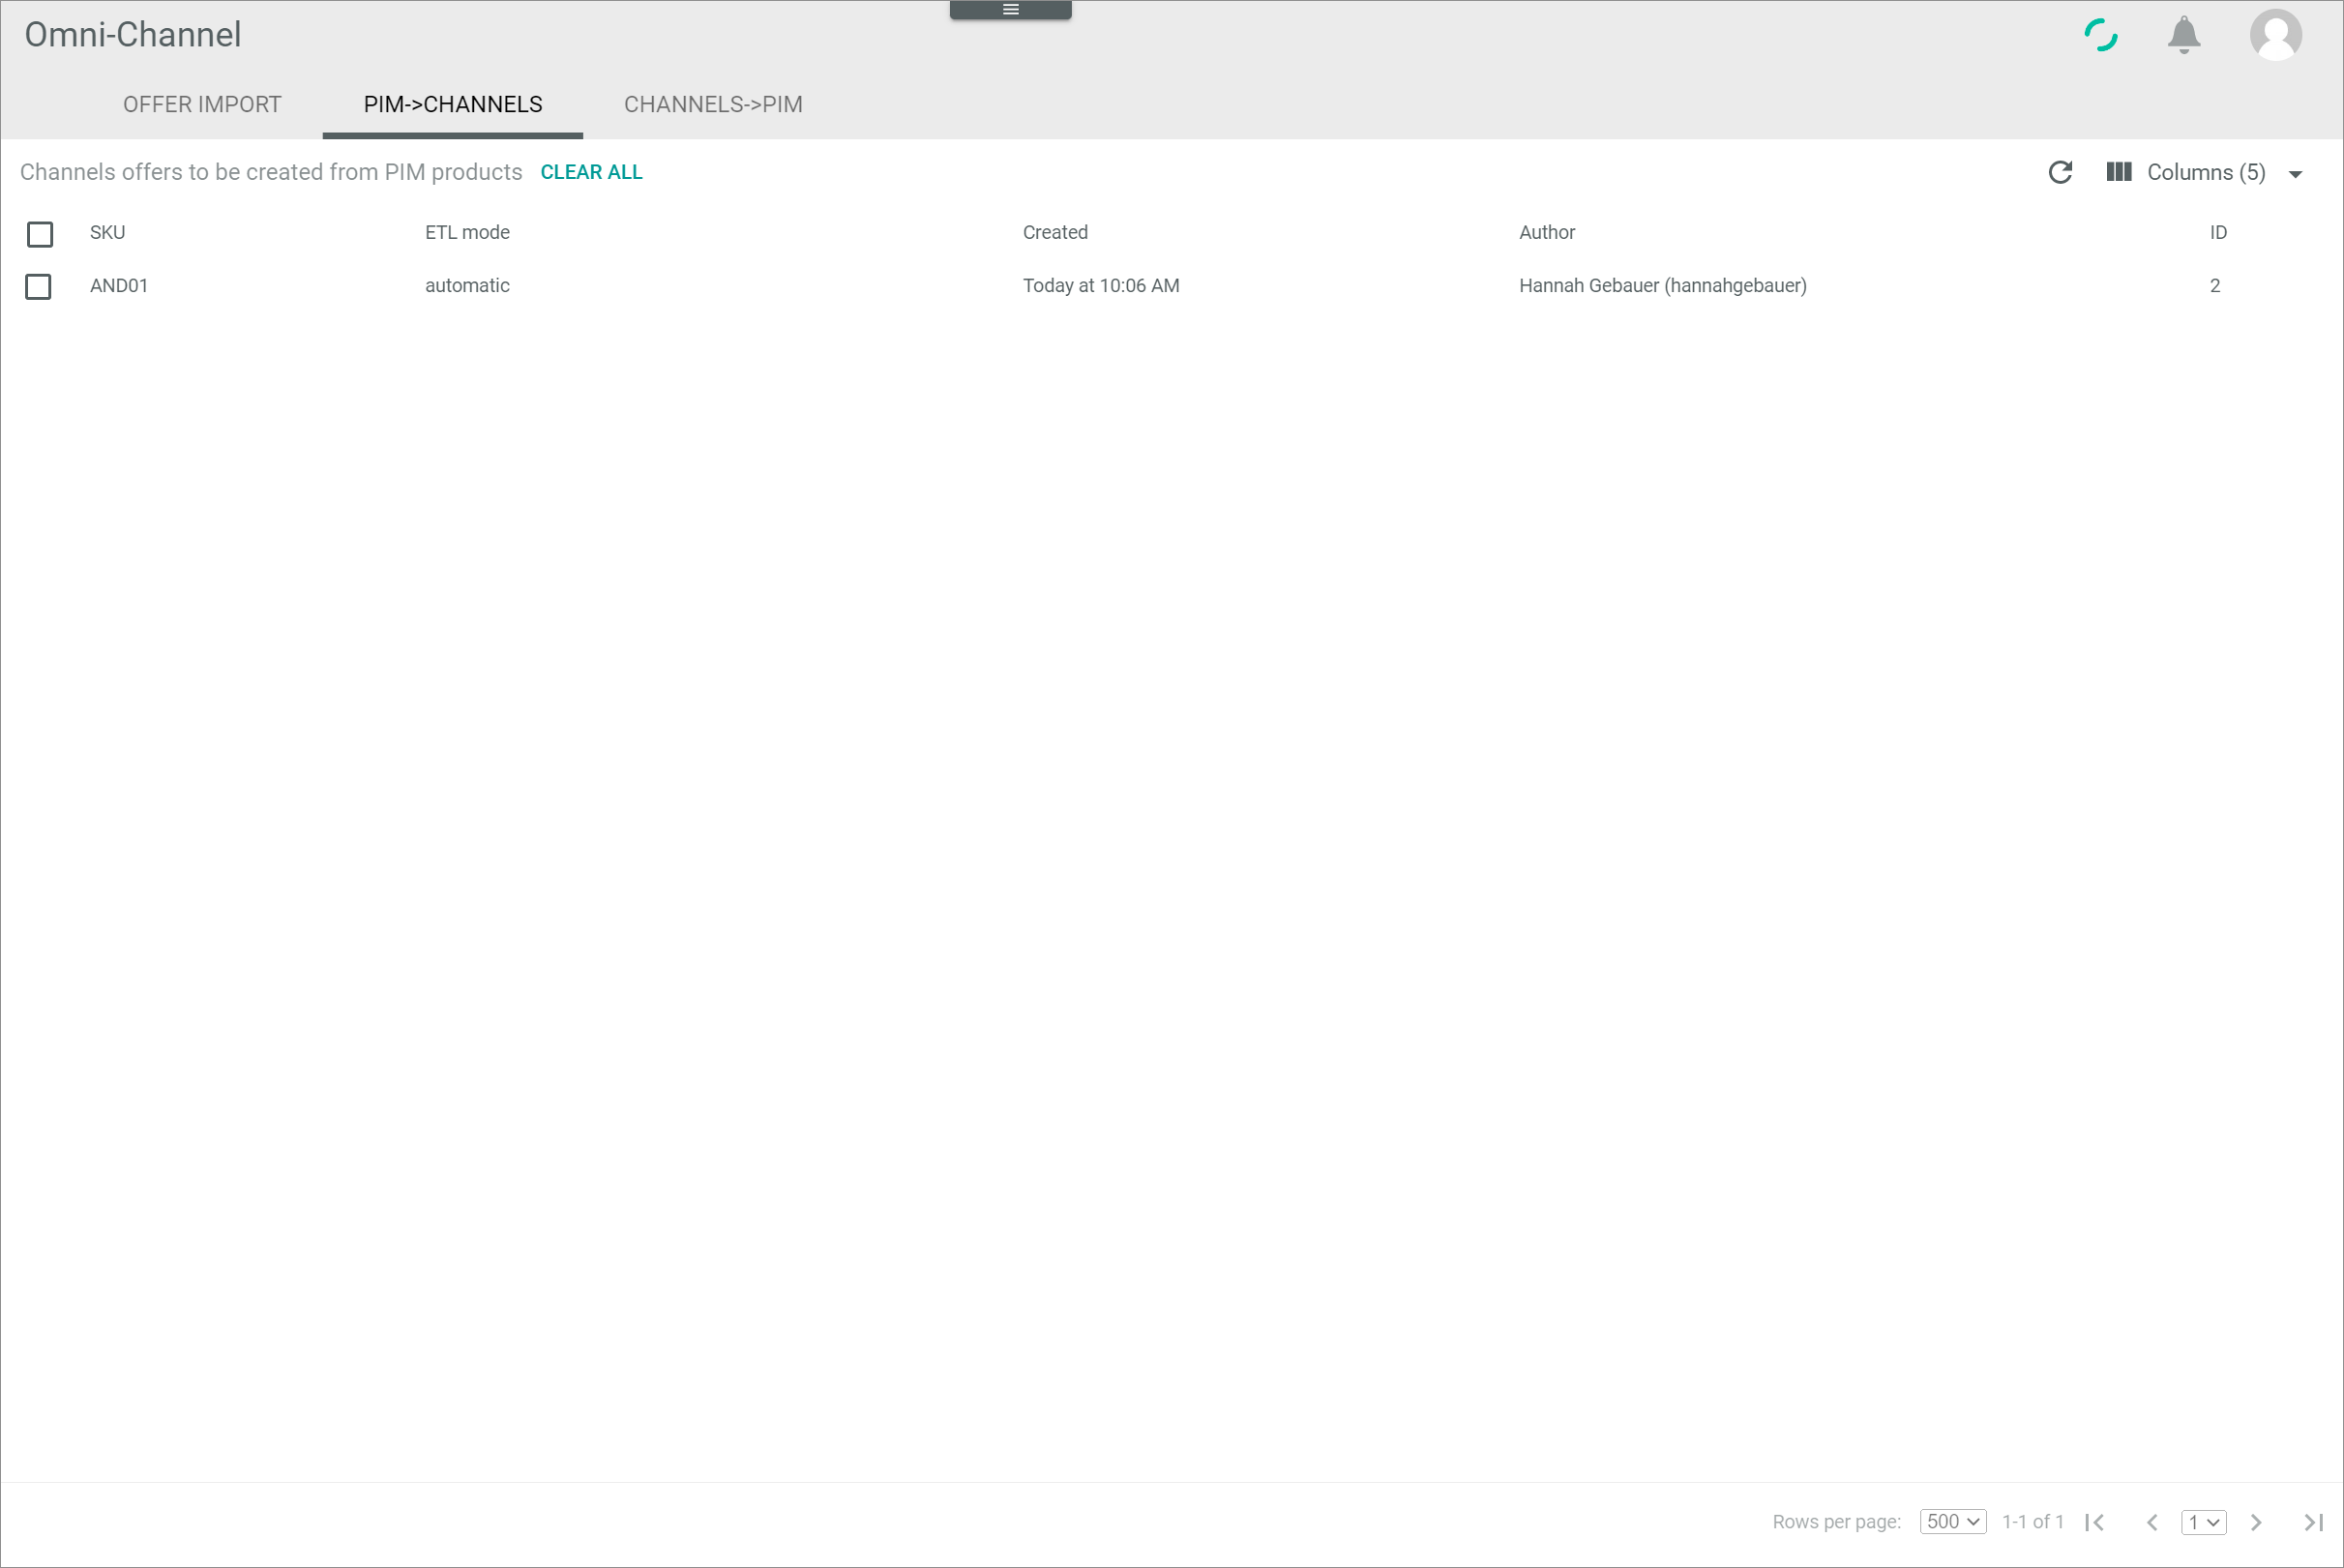 Omni-Channel
OFFER IMPORT PIM->CHANNELS CHANNELS->PIM
Channels offers to be created from PIM products CLEAR ALL Columns (5)
SKU ETL mode Created Author ID
AND01 automatic Today at 10:06 AM Hannah Gebauer (hannahgebauer) 2
Rows per page: 500 1-1 of 1 1